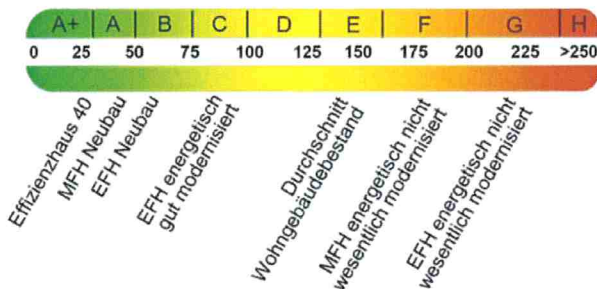 A+ A B C D E F G H
0 25 50 75 100 125 150 175 200 225 >250
Effizienzhaus 40
MFH Neubau
EFH Neubau
EFH energetisch
gut modernisiert
Durchschnitt
Wohngebäudebestand
MFH energetisch nicht
wesentlich modernisiert
EFH energetisch nicht
wesentlich modernisiert